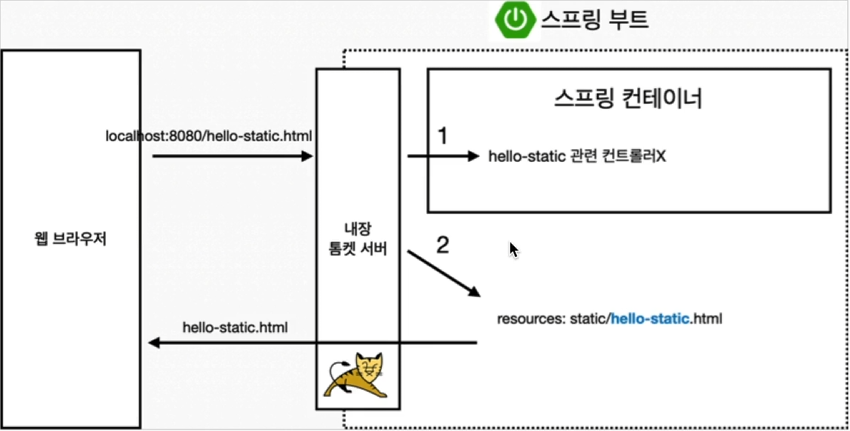 스프링 부트
스프링 컨테이너
localhost:8080/hello-static.html
1
hello-static 관련 컨트롤러X
웹 브라우저
내장
톰켓 서버
2
resources: static/hello-static.html
hello-static.html